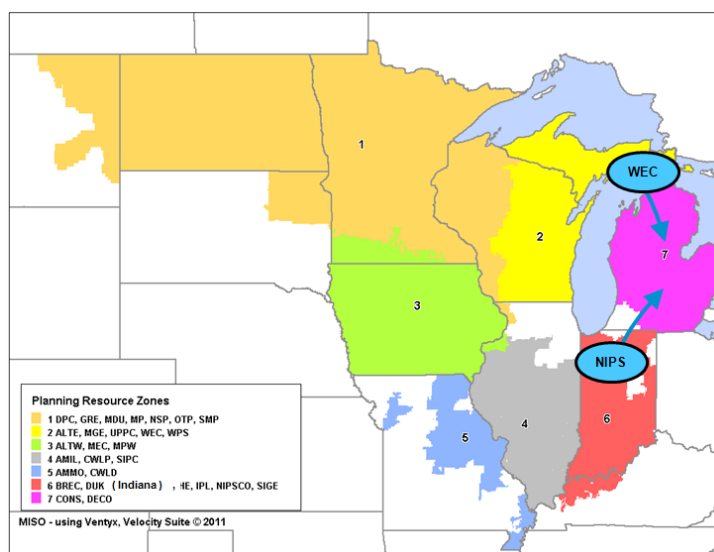 1
WEC
2
7
3
NIPS
Planning Resource Zones
1 DPC, GRE, MDU, MP, NSP, OTP, SMP
2 ALTE, MGE, UPPC, WEC, WPS
3 ALTW, MEC, MPW
4 AMIL, CWLP, SIPC
5 AMMO, CWLD
6 BREC, DUK (Indiana) , HE, IPL, NIPSCO, SIGE
7 CONS, DECO
4
5
6
MISO - using Ventyx, Velocity Suite © 2011